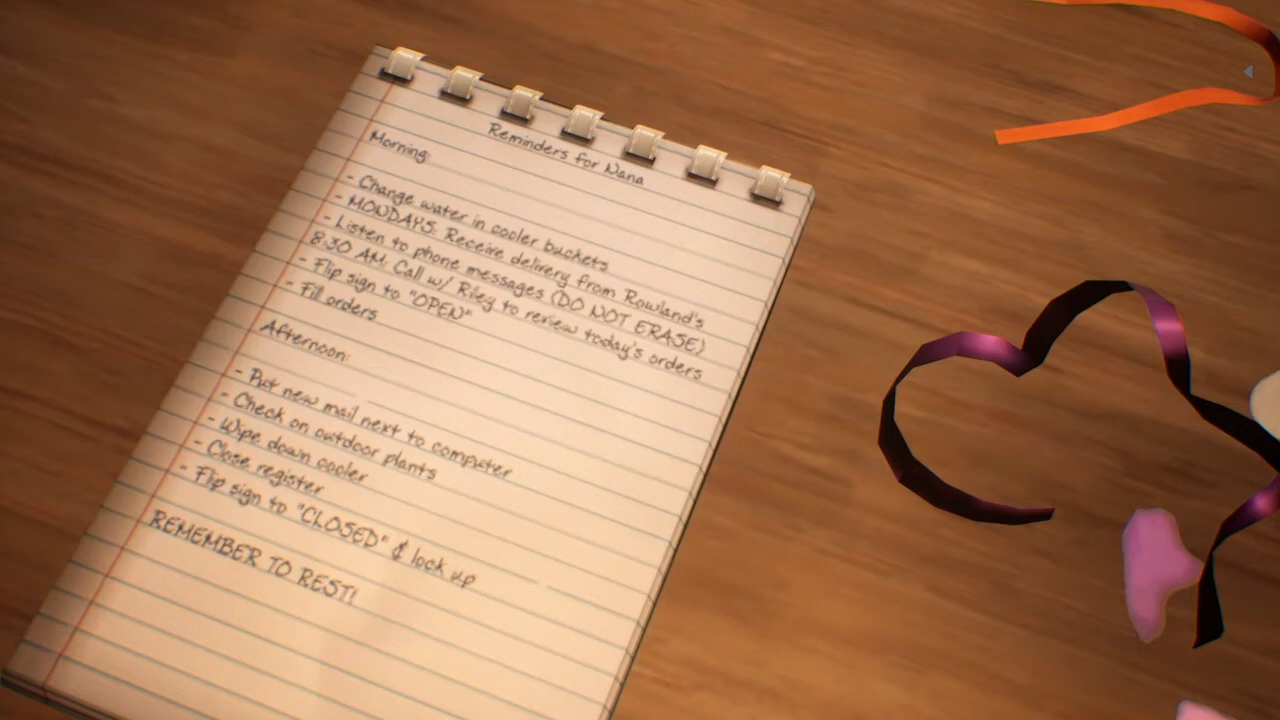 Reminders for Nana
Morning:
- Change water in cooler buckets
- MONDAYS: Receive delivery from Rowland's
- Listen to phone messages (DO NOT ERASE)
8:30 AM: Call w/ Riley to review today's orders
- Flip sign to "OPEN"
- Fill orders
Afternoon:
- Put new mail next to computer
- Check on outdoor plants
- Wipe down cooler
- Close register
- Flip sign to "CLOSED" & lock up
REMEMBER TO REST!